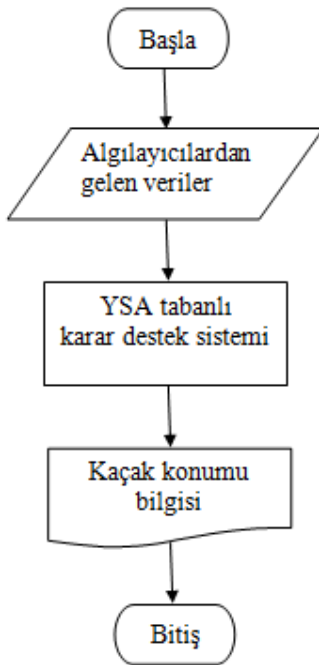 Başla
Algılayıcılardan
gelen veriler
YSA tabanlı
karar destek sistemi
Kaçak konumu
bilgisi
Bitiş